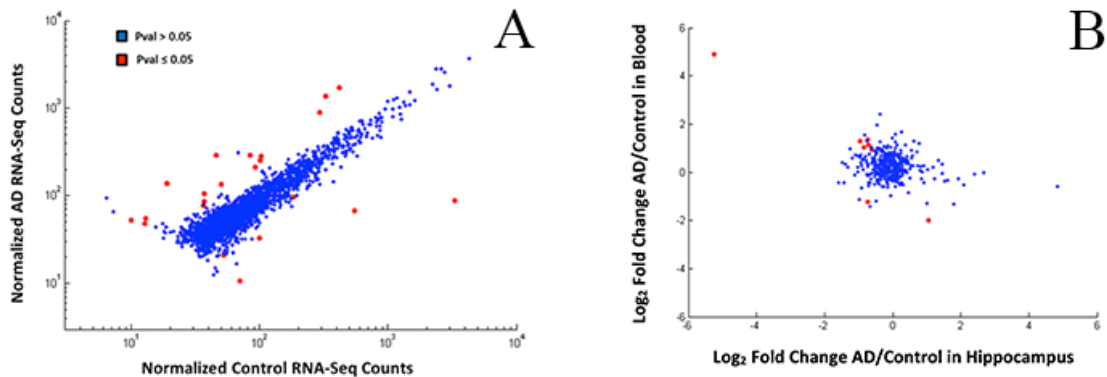 A
B
Pval > 0.05
Pval ≤ 0.05
Normalized AD RNA-Seq Counts
10⁴
10³
10²
10¹
10¹
10²
10³
10⁴
Normalized Control RNA-Seq Counts
Log₂ Fold Change AD/Control in Blood
6
4
2
0
-2
-4
-6
-6
-4
-2
0
2
4
6
Log₂ Fold Change AD/Control in Hippocampus